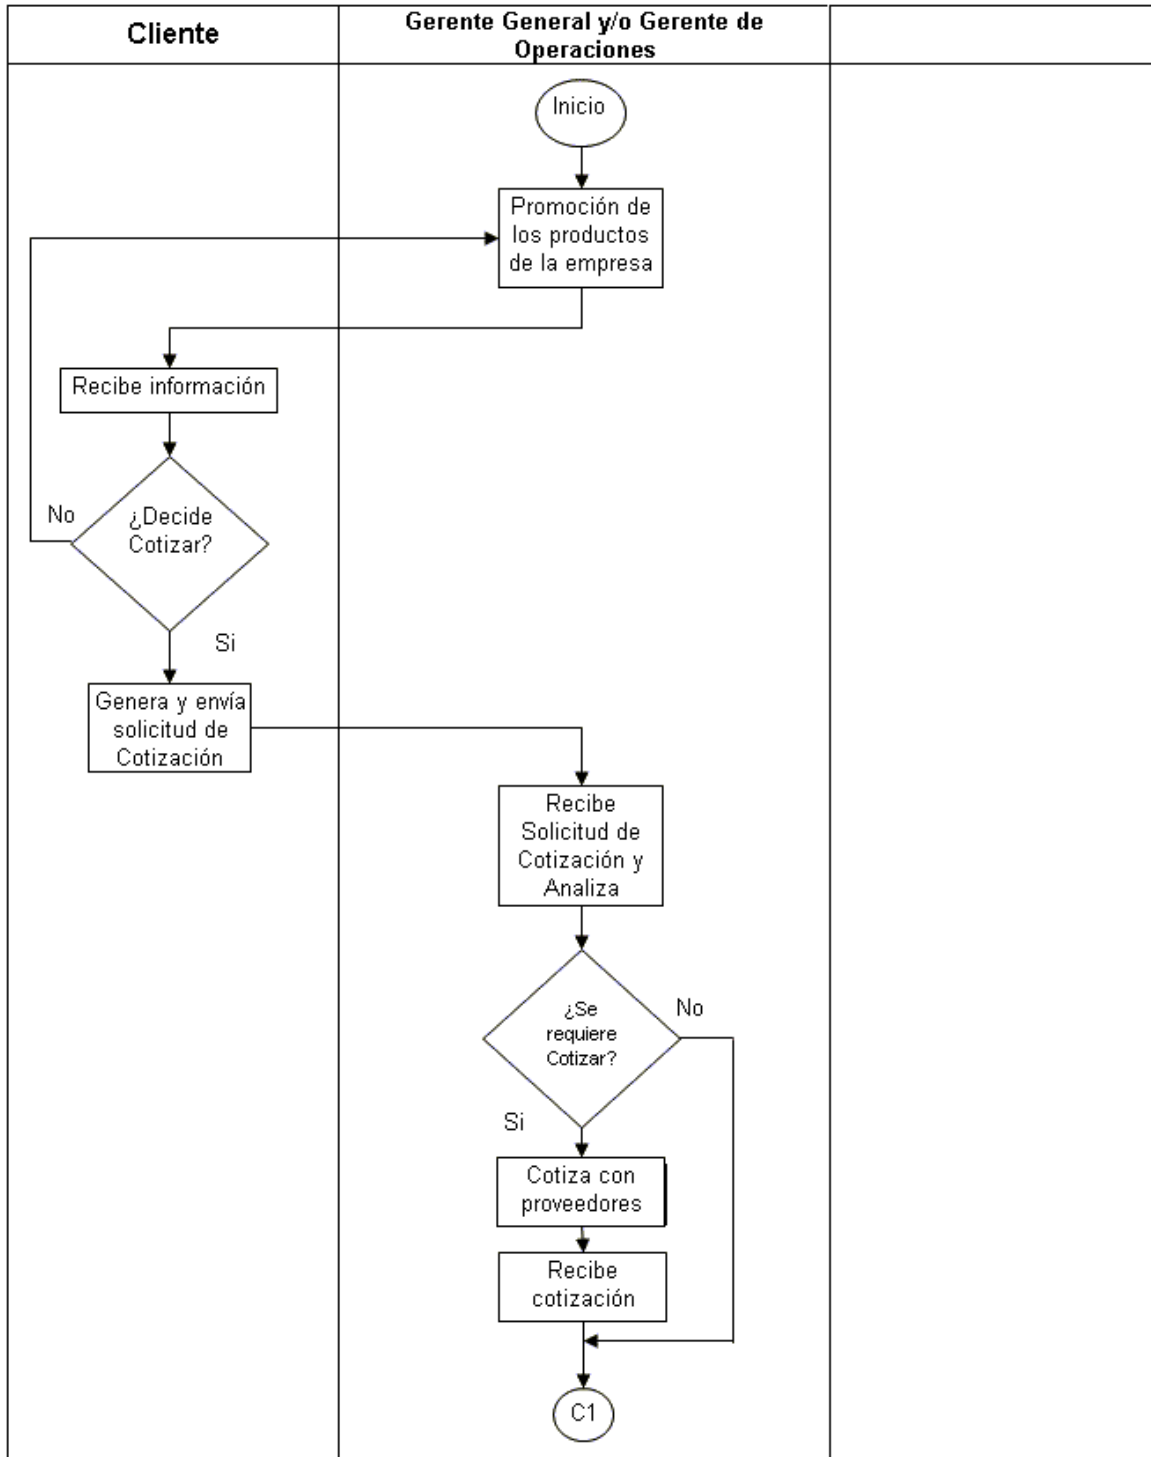 Cliente
Gerente General y/o Gerente de
Operaciones
Inicio
Promoción de
los productos
de la empresa
Recibe información
No
¿Decide
Cotizar?
Si
Genera y envía
solicitud de
Cotización
Recibe
Solicitud de
Cotización y
Analiza
¿Se
requiere
Cotizar?
No
Si
Cotiza con
proveedores
Recibe
cotización
C1